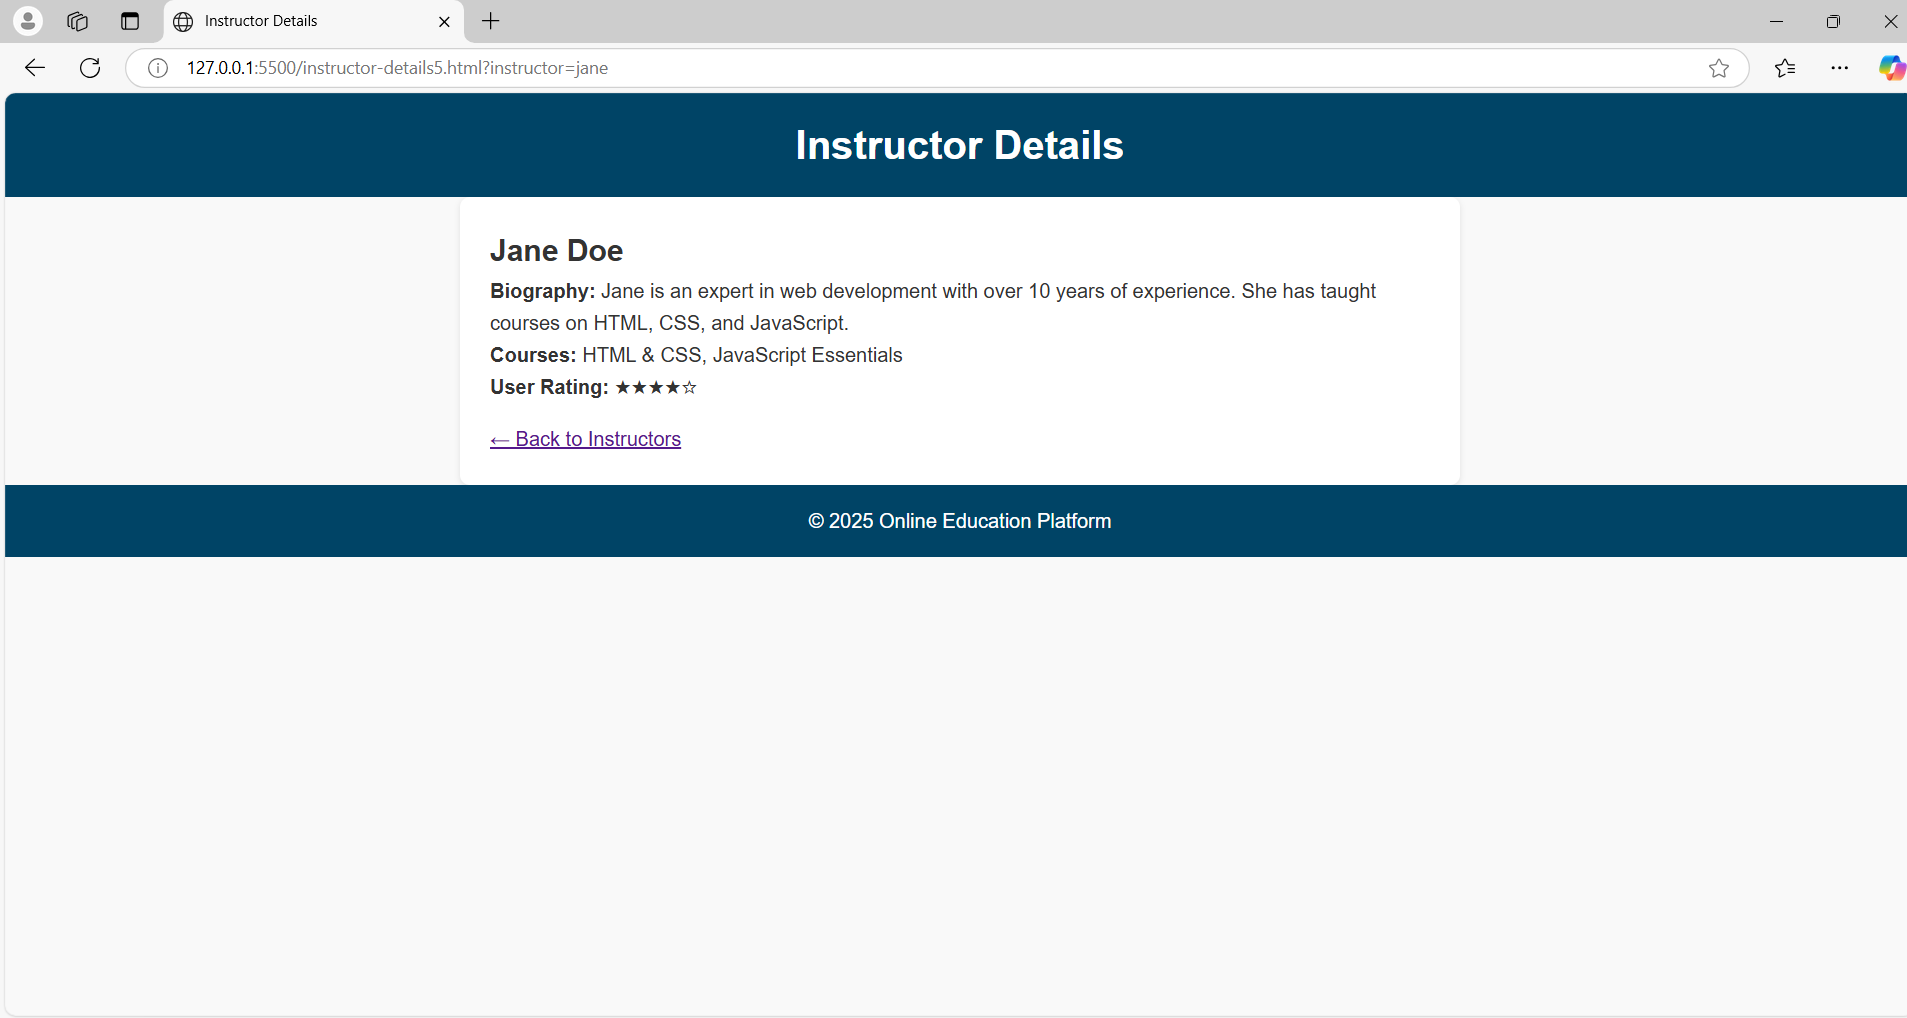 Instructor Details
127.0.0.1:5500/instructor-details5.html?instructor=jane
Instructor Details
Jane Doe
Biography: Jane is an expert in web development with over 10 years of experience. She has taught
courses on HTML, CSS, and JavaScript.
Courses: HTML & CSS, JavaScript Essentials
User Rating: ★★★★☆
← Back to Instructors
© 2025 Online Education Platform